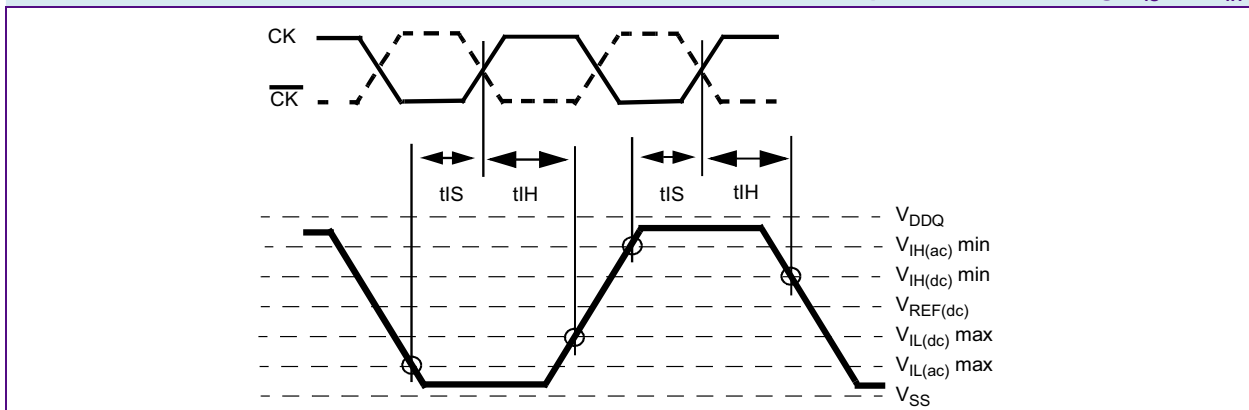 CK
CK
tIS tIH tIS tIH
VDDQ
VIH(ac) min
VIH(dc) min
VREF(dc)
VIL(dc) max
VIL(ac) max
VSS